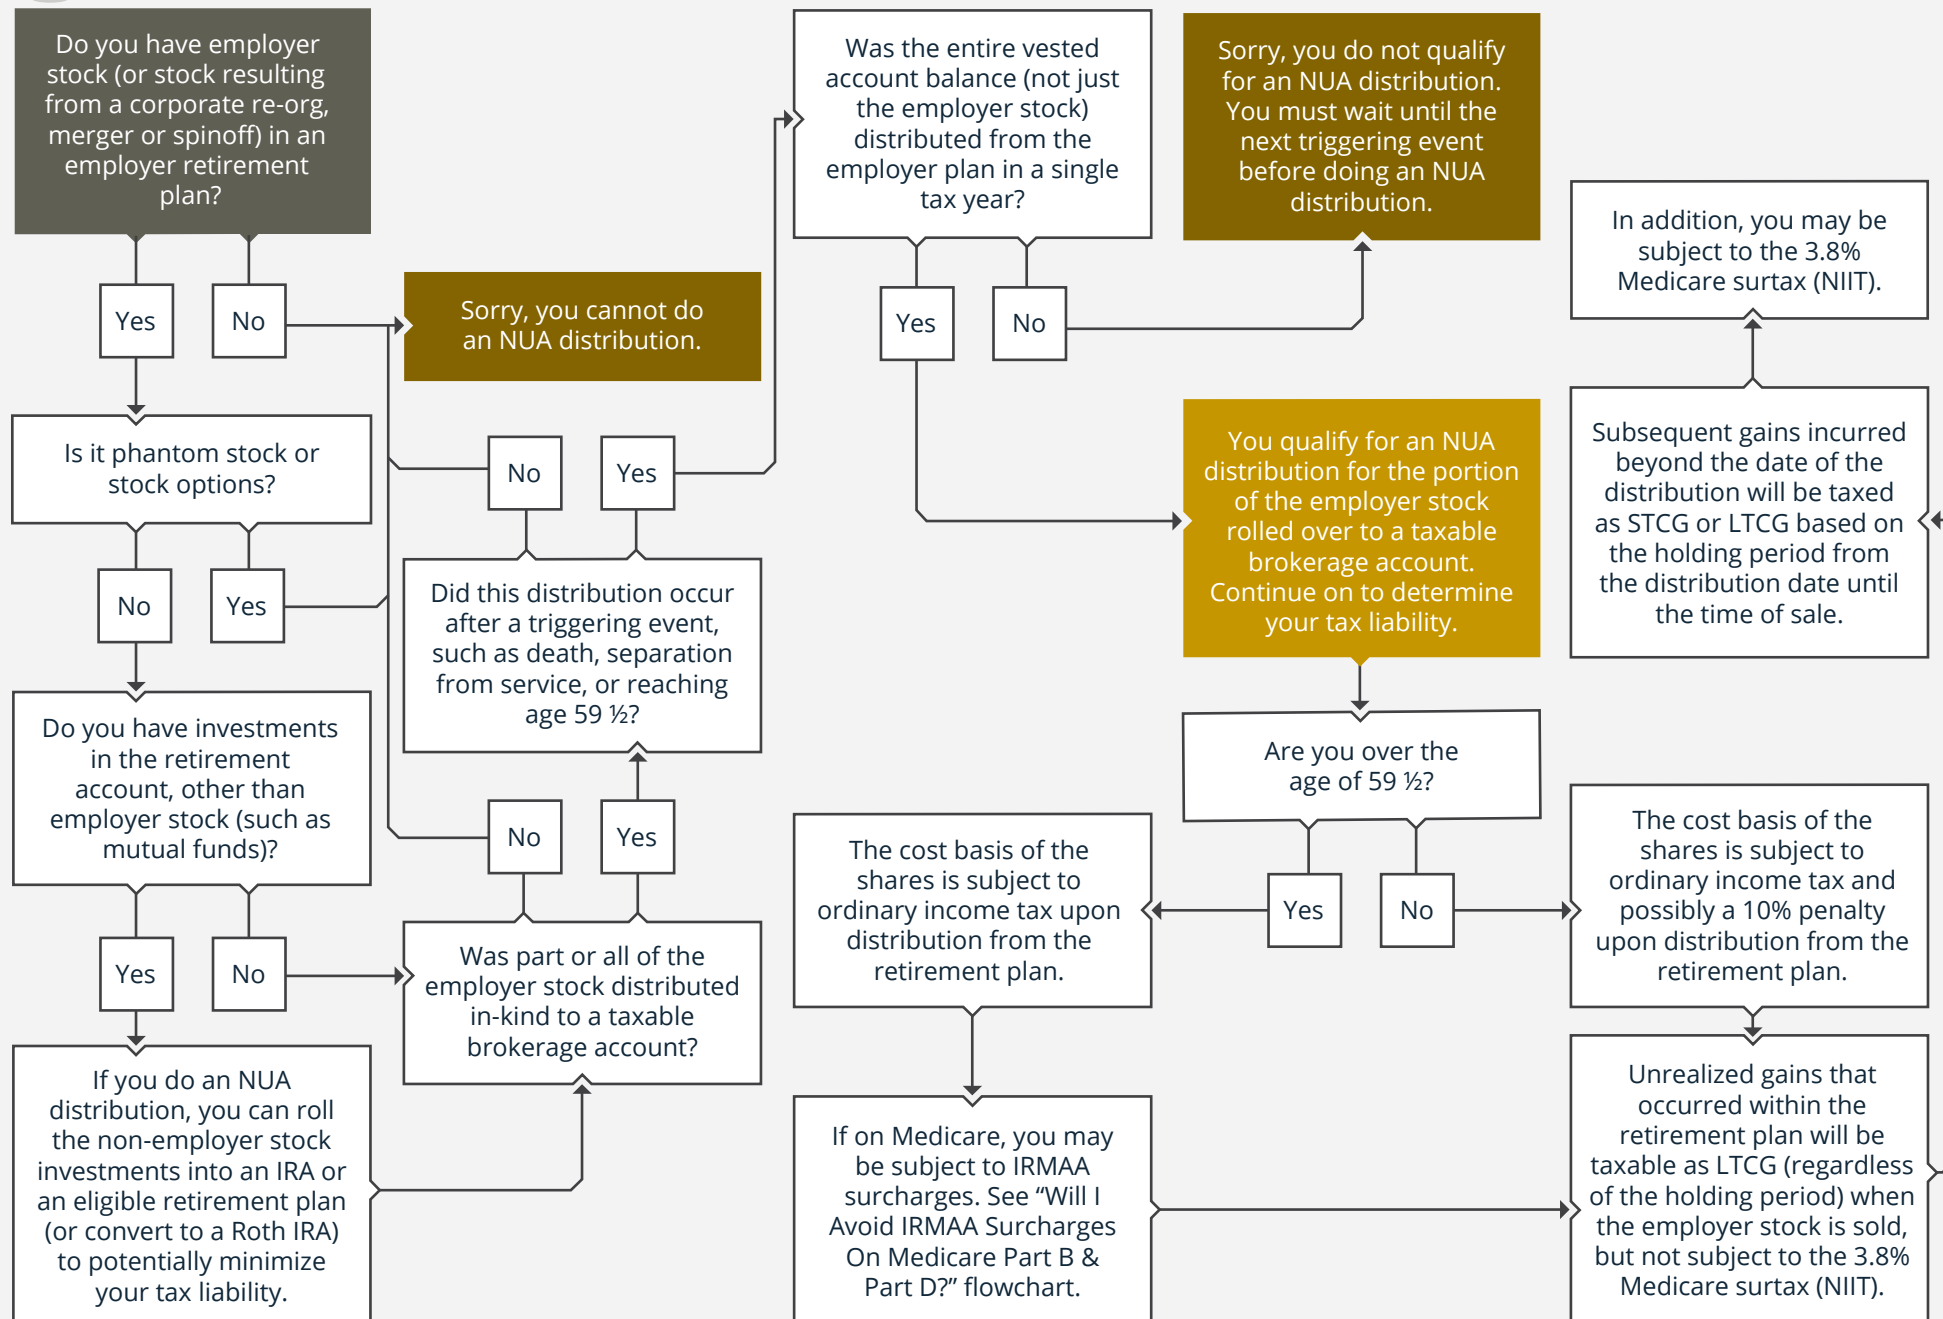 Do you have employer
stock (or stock resulting
from a corporate re-org,
merger or spinoff) in an
employer retirement
plan?
Yes
No
Sorry, you cannot do
an NUA distribution.
Is it phantom stock or
stock options?
No
Yes
Do you have investments
in the retirement
account, other than
employer stock (such as
mutual funds)?
Yes
No
If you do an NUA
distribution, you can roll
the non-employer stock
investments into an IRA or
an eligible retirement plan
(or convert to a Roth IRA)
to potentially minimize
your tax liability.
Was part or all of the
employer stock distributed
in-kind to a taxable
brokerage account?
No
Yes
Did this distribution occur
after a triggering event,
such as death, separation
from service, or reaching
age 59 ½?
No
Yes
Was the entire vested
account balance (not just
the employer stock)
distributed from the
employer plan in a single
tax year?
Yes
No
Sorry, you do not qualify
for an NUA distribution.
You must wait until the
next triggering event
before doing an NUA
distribution.
You qualify for an NUA
distribution for the portion
of the employer stock
rolled over to a taxable
brokerage account.
Continue on to determine
your tax liability.
Are you over the
age of 59 ½?
Yes
No
The cost basis of the
shares is subject to
ordinary income tax upon
distribution from the
retirement plan.
If on Medicare, you may
be subject to IRMAA
surcharges. See “Will I
Avoid IRMAA Surcharges
On Medicare Part B &
Part D?” flowchart.
The cost basis of the
shares is subject to
ordinary income tax and
possibly a 10% penalty
upon distribution from the
retirement plan.
Unrealized gains that
occurred within the
retirement plan will be
taxable as LTCG (regardless
of the holding period) when
the employer stock is sold,
but not subject to the 3.8%
Medicare surtax (NIIT).
Subsequent gains incurred
beyond the date of the
distribution will be taxed
as STCG or LTCG based on
the holding period from
the distribution date until
the time of sale.
In addition, you may be
subject to the 3.8%
Medicare surtax (NIIT).